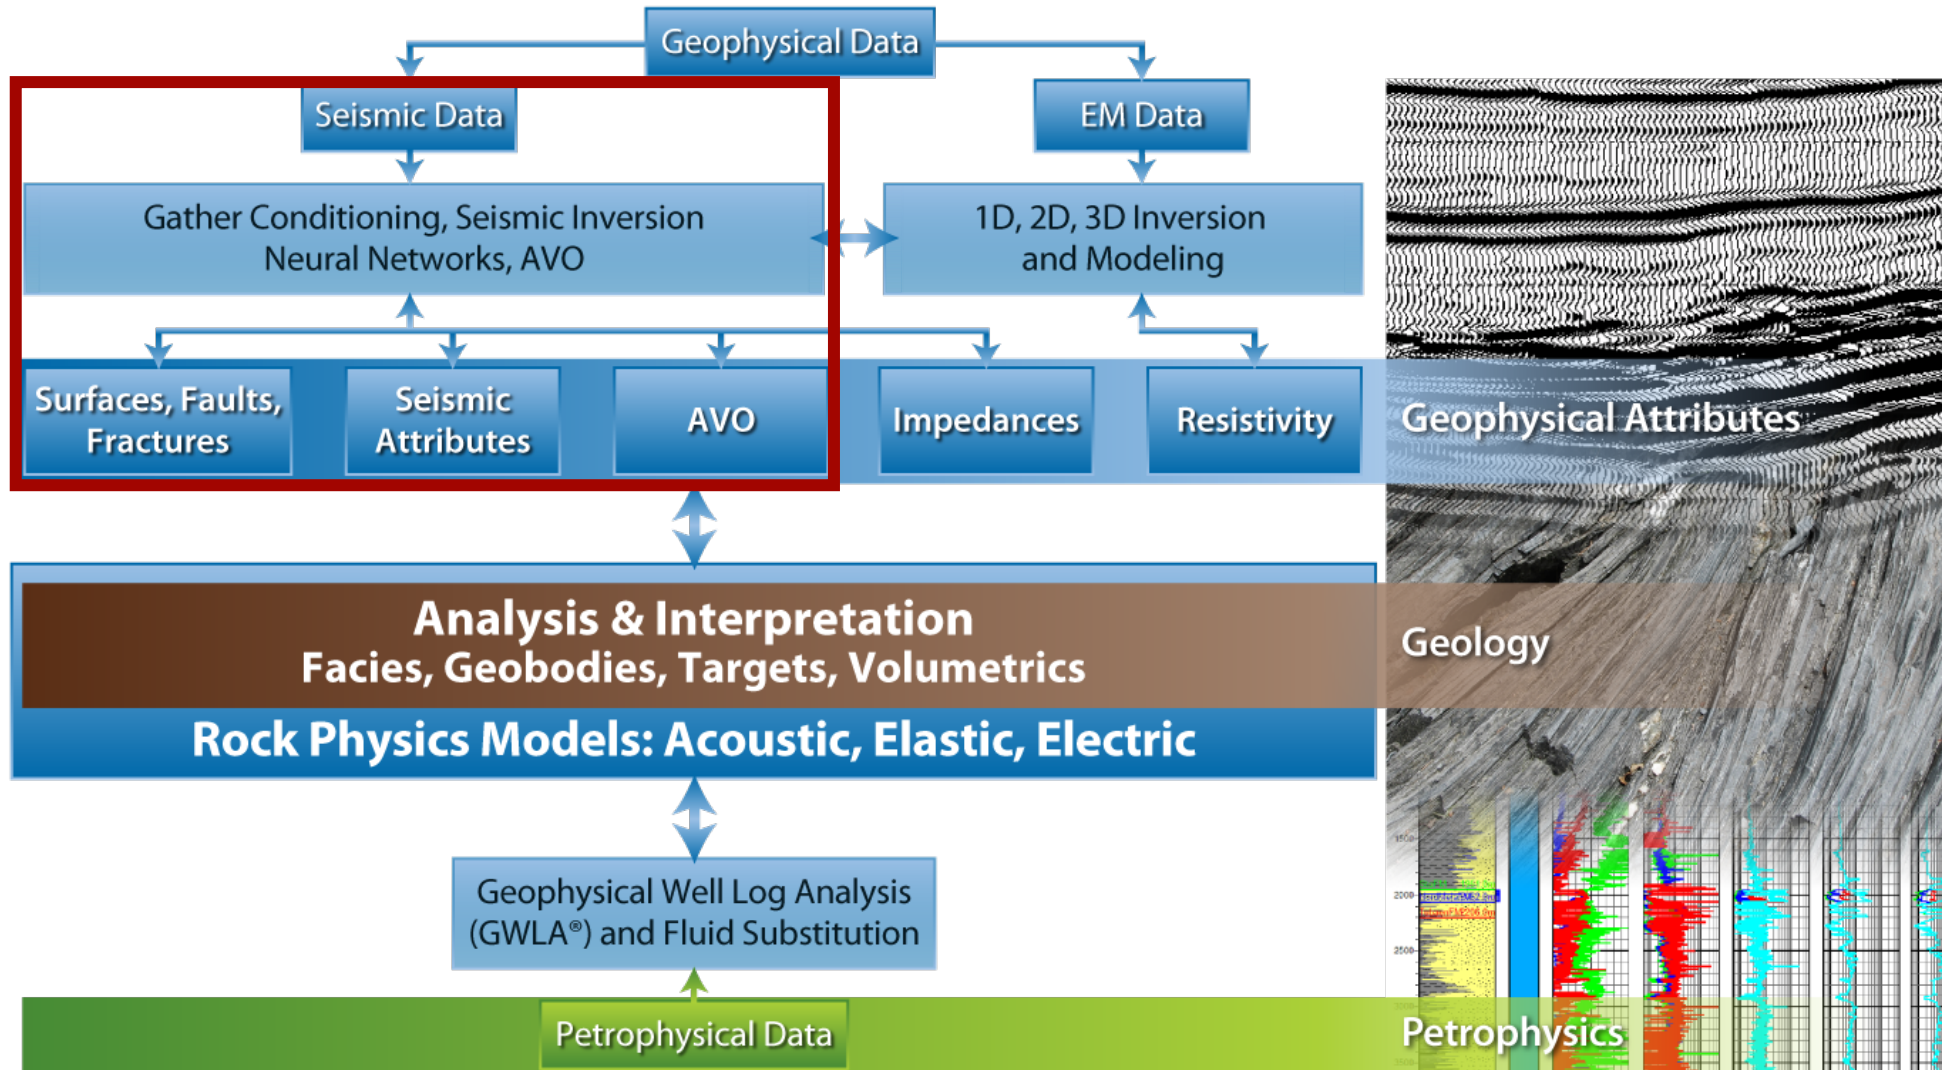 Geophysical Data
Seismic Data
EM Data
Gather Conditioning, Seismic Inversion
Neural Networks, AVO
1D, 2D, 3D Inversion
and Modeling
Surfaces, Faults,
Fractures
Seismic
Attributes
AVO
Impedances
Resistivity
Geophysical Attributes
Analysis & Interpretation
Facies, Geobodies, Targets, Volumetrics
Geology
Rock Physics Models: Acoustic, Elastic, Electric
Geophysical Well Log Analysis
(GWLA®) and Fluid Substitution
2000
2500
Petrophysical Data
Petrophysics